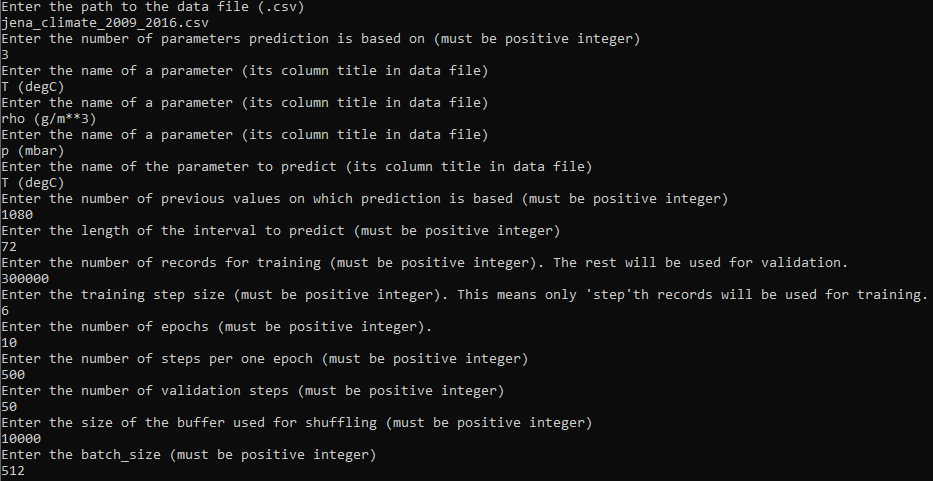 Enter the path to the data file (.csv)
jena_climate_2009_2016.csv
Enter the number of parameters prediction is based on (must be positive integer)
3
Enter the name of a parameter (its column title in data file)
T (degC)
Enter the name of a parameter (its column title in data file)
rho (g/m**3)
Enter the name of a parameter (its column title in data file)
p (mbar)
Enter the name of the parameter to predict (its column title in data file)
T (degC)
Enter the number of previous values on which prediction is based (must be positive integer)
1080
Enter the length of the interval to predict (must be positive integer)
72
Enter the number of records for training (must be positive integer). The rest will be used for validation.
300000
Enter the training step size (must be positive integer). This means only 'step'th records will be used for training.
6
Enter the number of epochs (must be positive integer).
10
Enter the number of steps per one epoch (must be positive integer)
500
Enter the number of validation steps (must be positive integer)
50
Enter the size of the buffer used for shuffling (must be positive integer)
10000
Enter the batch_size (must be positive integer)
512